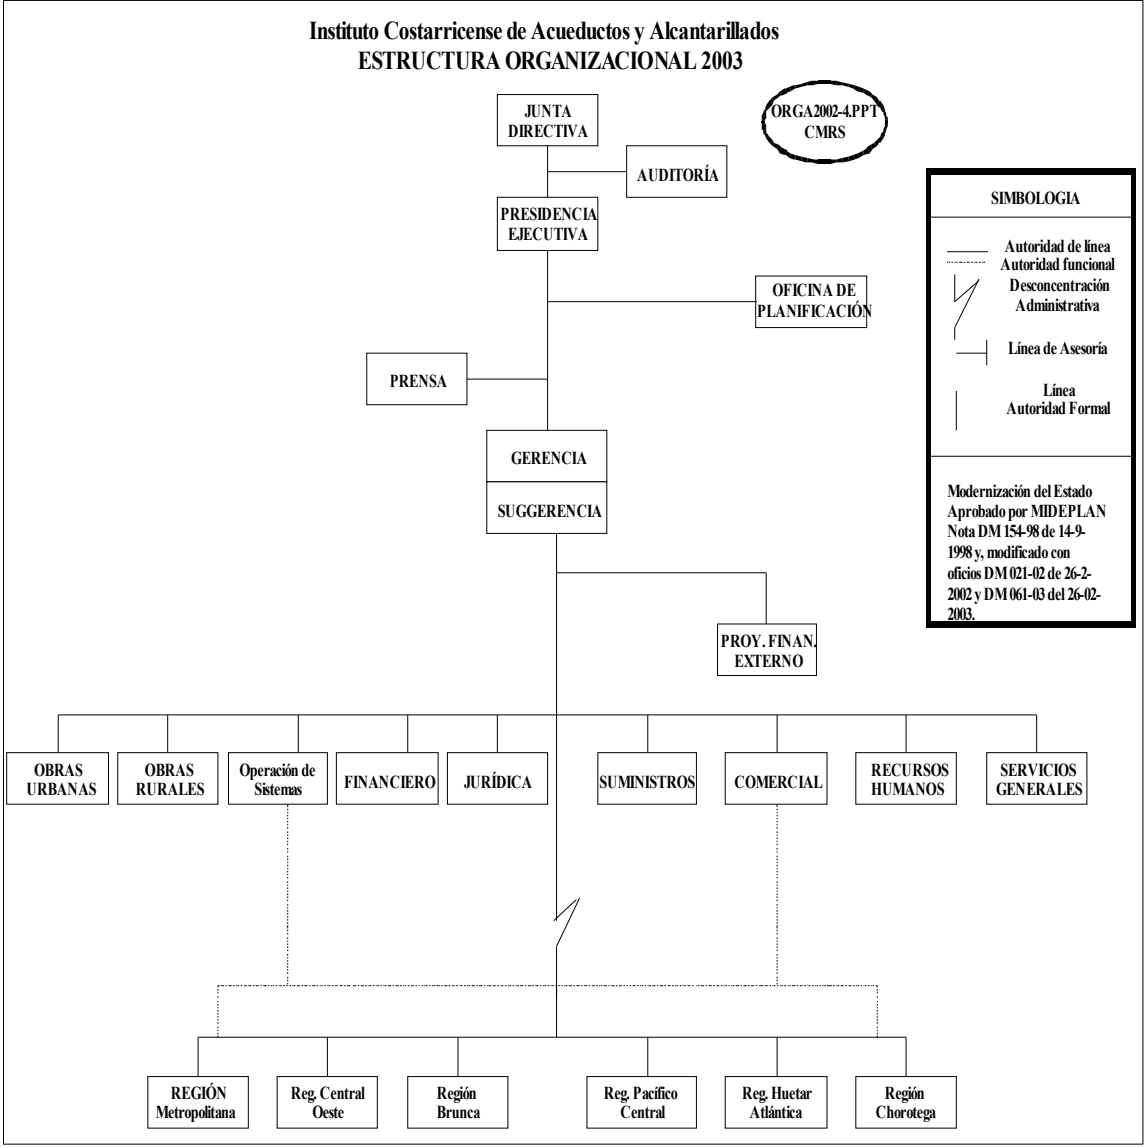 Instituto Costarricense de Acueductos y Alcantarillados
ESTRUCTURA ORGANIZACIONAL 2003
JUNTA
DIRECTIVA
ORGA2002-4.PPT
CMRS
AUDITORÍA
PRESIDENCIA
EJECUTIVA
OFICINA DE
PLANIFICACIÓN
PRENSA
GERENCIA
SUGGERENCIA
PROY. FINAN.
EXTERNO
SIMBOLOGIA
Autoridad de línea
Autoridad funcional
Desconcentración
Administrativa
Línea de Asesoría
Línea
Autoridad Formal
Modernización del Estado
Aprobado por MIDEPLAN
Nota DM 154-98 de 14-9-
1998 y, modificado con
oficios DM 021-02 de 26-2-
2002 y DM 061-03 del 26-02-
2003.
OBRAS
URBANAS
OBRAS
RURALES
Operación de
Sistemas
FINANCIERO
JURÍDICA
SUMINISTROS
COMERCIAL
RECURSOS
HUMANOS
SERVICIOS
GENERALES
REGIÓN
Metropolitana
Reg. Central
Oeste
Región
Brunca
Reg. Pacífico
Central
Reg. Huetar
Atlántica
Región
Chorotega